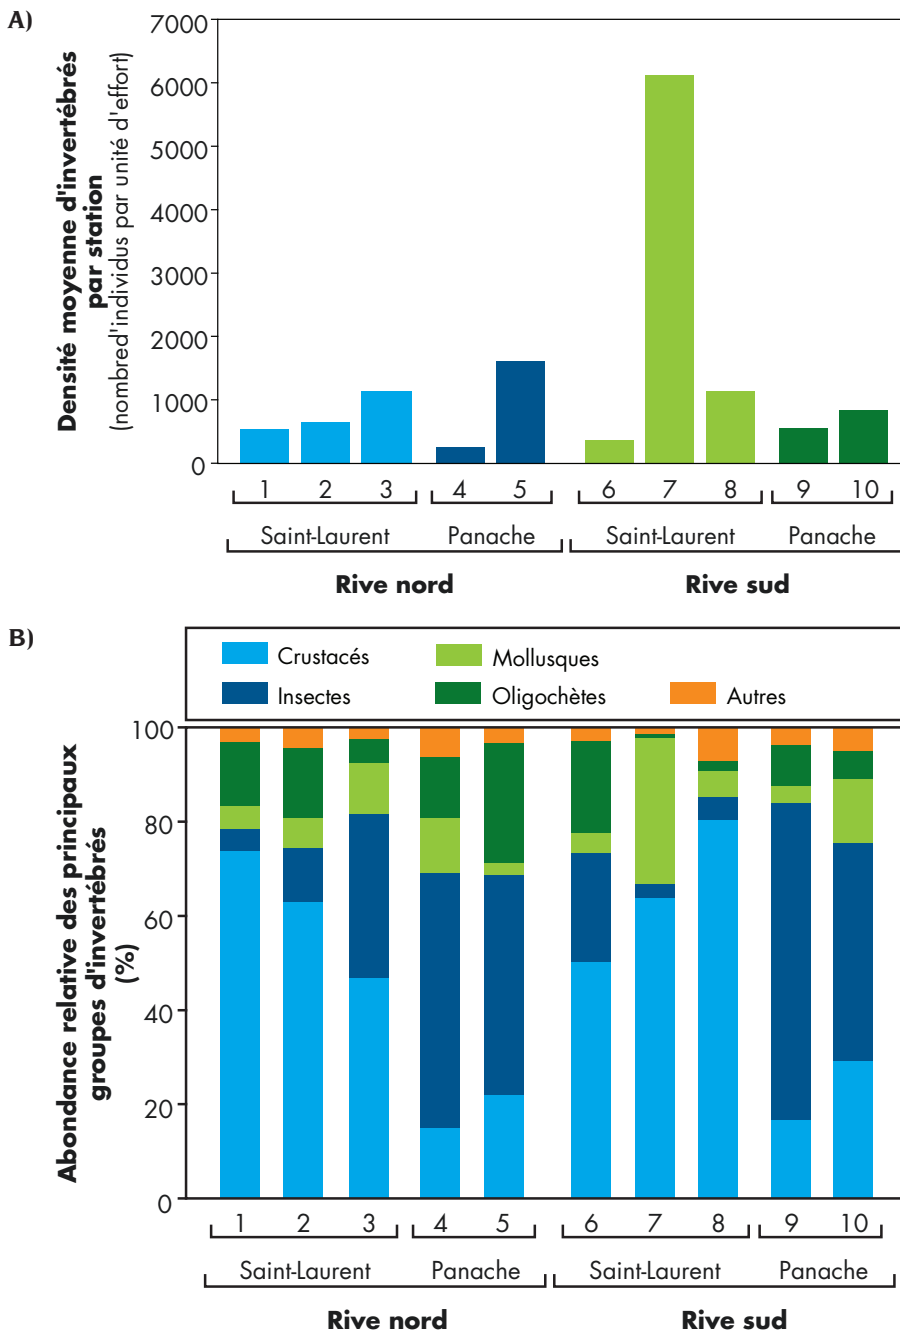 A)
Densité moyenne d'invertébrés
par station
(nombred'individus par unité d'effort)
7000
6000
5000
4000
3000
2000
1000
0
1 2 3 4 5 6 7 8 9 10
Saint-Laurent Panache Saint-Laurent Panache
Rive nord Rive sud
B)
Crustacés Mollusques
Insectes Oligochètes Autres
Abondance relative des principaux
groupes d'invertébrés
(%)
100
80
60
40
20
0
1 2 3 4 5 6 7 8 9 10
Saint-Laurent Panache Saint-Laurent Panache
Rive nord Rive sud